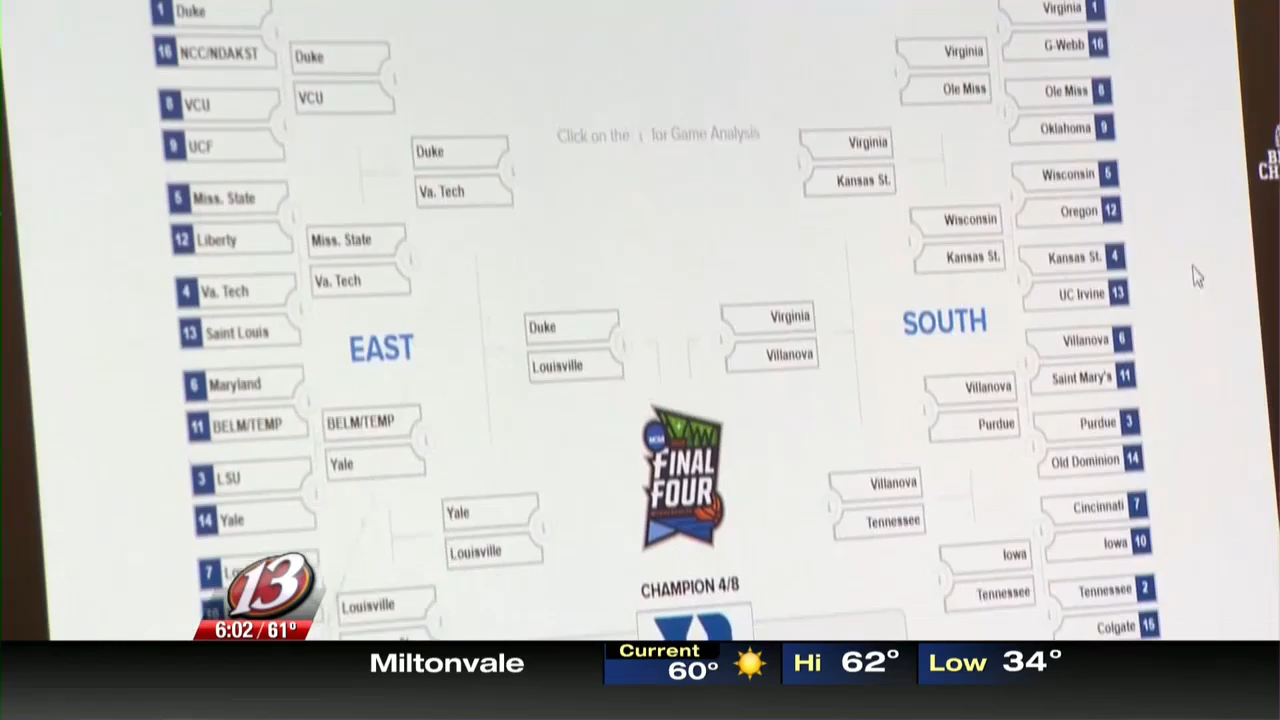 1 Duke
16 NCC/NDAKST
8 VCU
9 UCF
5 Miss. State
12 Liberty
4 Va. Tech
13 Saint Louis
6 Maryland
11 BELM/TEMP
3 LSU
14 Yale
7
Duke
VCU
Miss. State
Va. Tech
BELM/TEMP
Yale
Louisville
Duke
Va. Tech
Yale
Louisville
EAST
Duke
Louisville
Click on the i for Game Analysis
FINAL
FOUR
CHAMPION 4/8
Virginia
Villanova
SOUTH
Virginia
Kansas St.
Villanova
Tennessee
Virginia
Ole Miss
Wisconsin
Kansas St.
Villanova
Purdue
Iowa
Tennessee
Virginia 1
G-Webb 16
Ole Miss 8
Oklahoma 9
Wisconsin 5
Oregon 12
Kansas St. 4
UC Irvine 13
Villanova 6
Saint Mary's 11
Purdue 3
Old Dominion 14
Cincinnati 7
Iowa 10
Tennessee 2
Colgate 15
13
6:02 / 61°
Miltonvale
Current
60°
Hi 62°
Low 34°